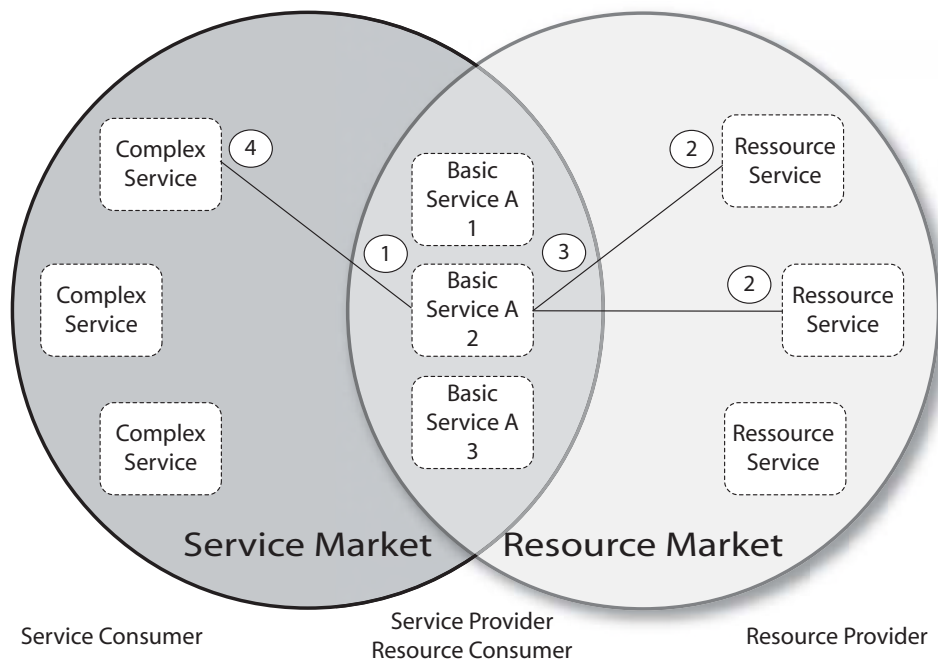 Complex
Service
4
Basic
Service A
1
2
Ressource
Service
1
3
Complex
Service
Basic
Service A
2
2
Ressource
Service
Complex
Service
Basic
Service A
3
Ressource
Service
Service Market
Resource Market
Service Consumer
Service Provider
Resource Consumer
Resource Provider